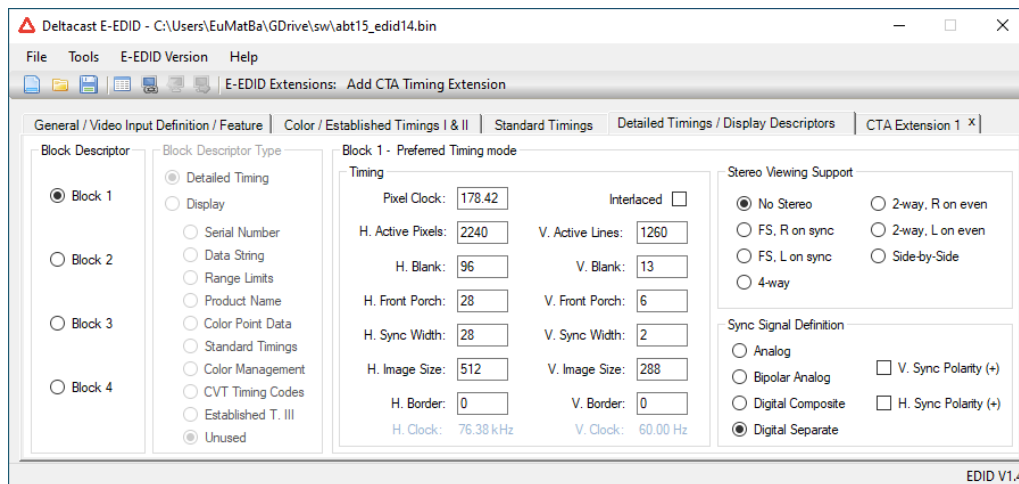 Deltacast E-EDID - C:\Users\EuMatBa\GDrive\sw\abt15_edid14.bin
File Tools E-EDID Version Help
E-EDID Extensions: Add CTA Timing Extension
General / Video Input Definition / Feature Color / Established Timings I & II Standard Timings Detailed Timings / Display Descriptors CTA Extension 1 x
Block Descriptor
Block 1
Block 2
Block 3
Block 4
Block Descriptor Type
Detailed Timing
Display
Serial Number
Data String
Range Limits
Product Name
Color Point Data
Standard Timings
Color Management
CVT Timing Codes
Established T. III
Unused
Block 1 - Preferred Timing mode
Timing
Pixel Clock: 178.42 Interlaced
H. Active Pixels: 2240 V. Active Lines: 1260
H. Blank: 96 V. Blank: 13
H. Front Porch: 28 V. Front Porch: 6
H. Sync Width: 28 V. Sync Width: 2
H. Image Size: 512 V. Image Size: 288
H. Border: 0 V. Border: 0
H. Clock: 76.38 kHz V. Clock: 60.00 Hz
Stereo Viewing Support
No Stereo 2-way, R on even
FS, R on sync 2-way, L on even
FS, L on sync Side-by-Side
4-way
Sync Signal Definition
Analog
Bipolar Analog
Digital Composite
Digital Separate
V. Sync Polarity (+)
H. Sync Polarity (+)
EDID V1.4